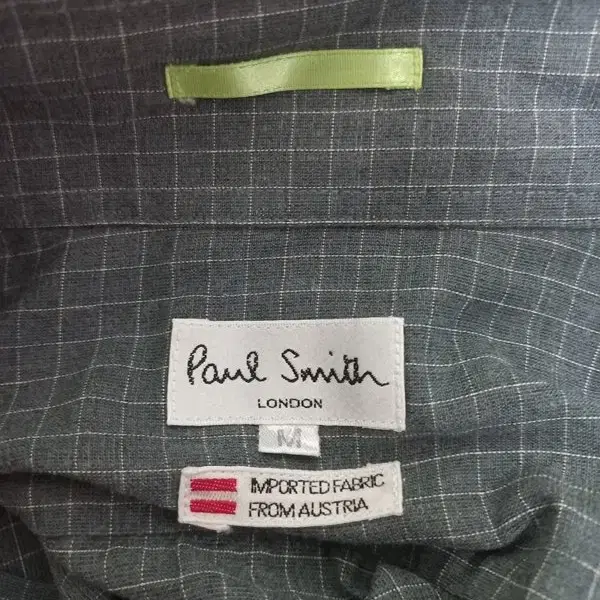 Paul Smith
LONDON
M
IMPORTED FABRIC
FROM AUSTRIA